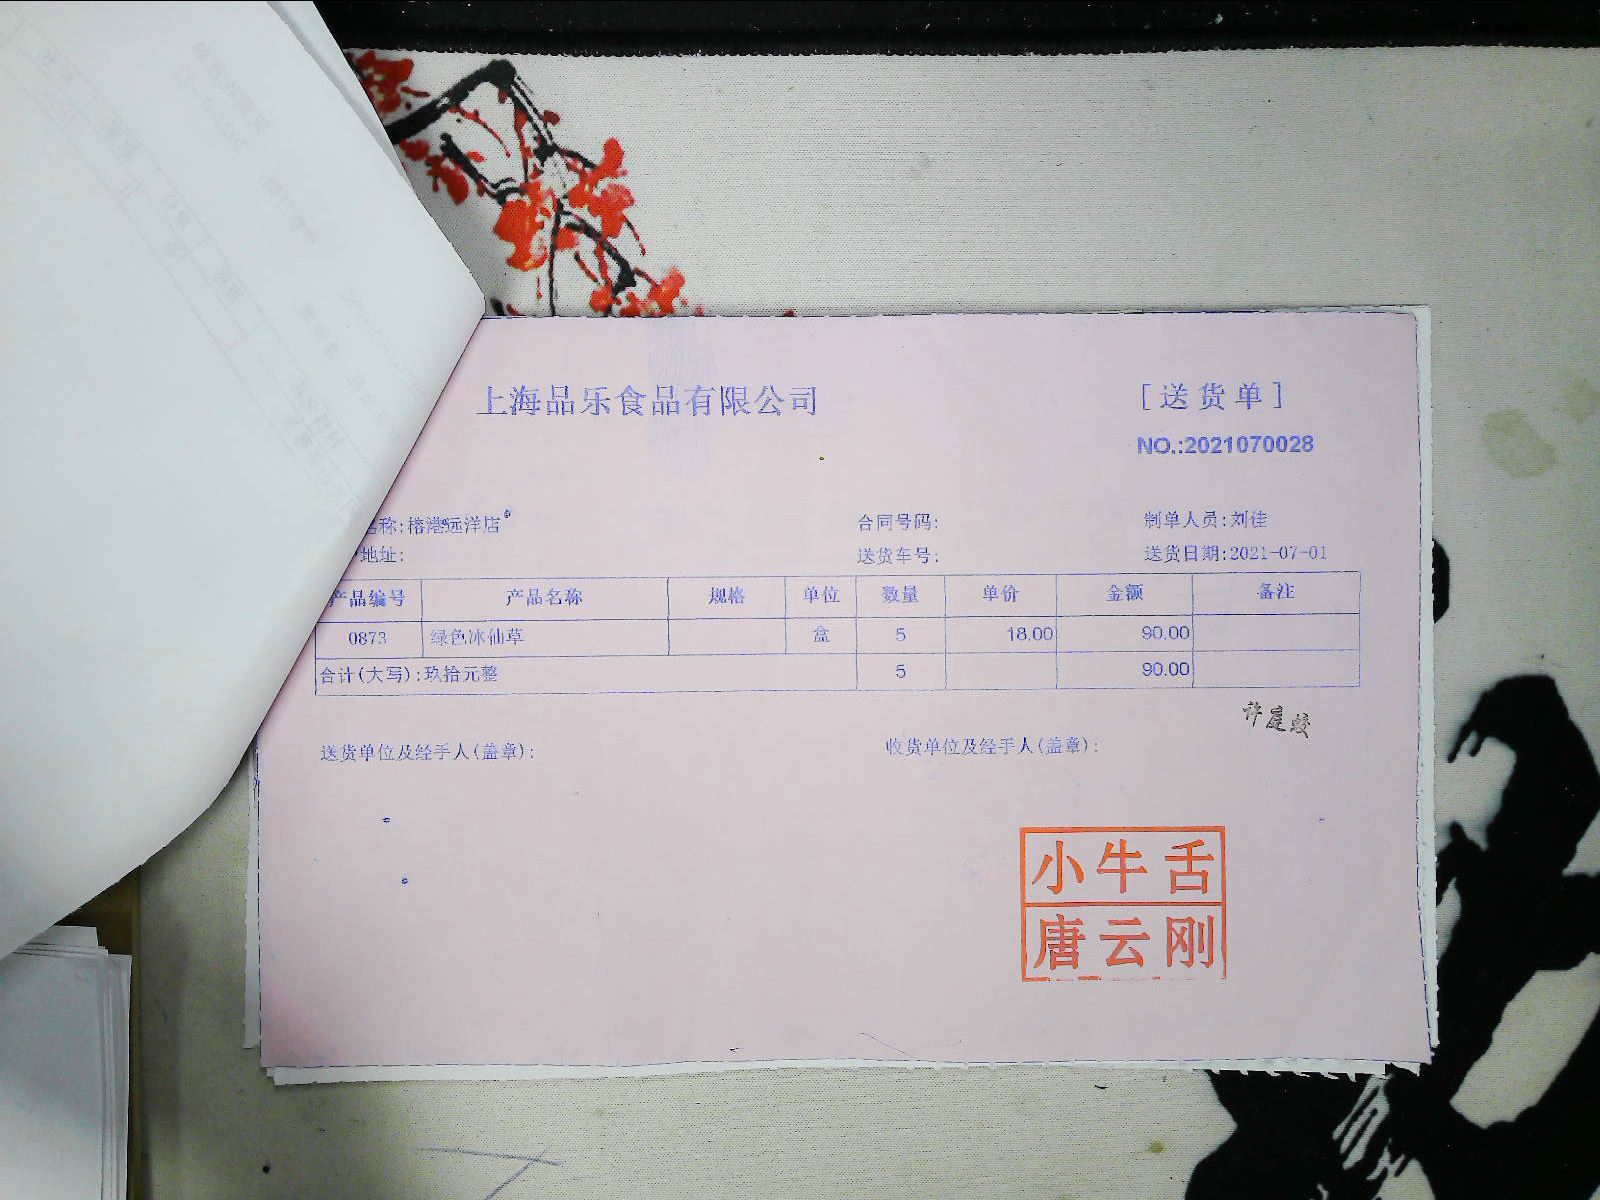 上海品乐食品有限公司
[送货单]
NO.:2021070028
名称:榕港远洋店
合同号码:
制单人员:刘佳
地址:
送货车号:
送货日期:2021-07-01
产品编号 产品名称 规格 单位 数量 单价 金额 备注
0873 绿色冰仙草 盒 5 18.00 90.00
合计(大写):玖拾元整 5 90.00
许庭蛟
送货单位及经手人(盖章):
收货单位及经手人(盖章):
小牛舌
唐云刚